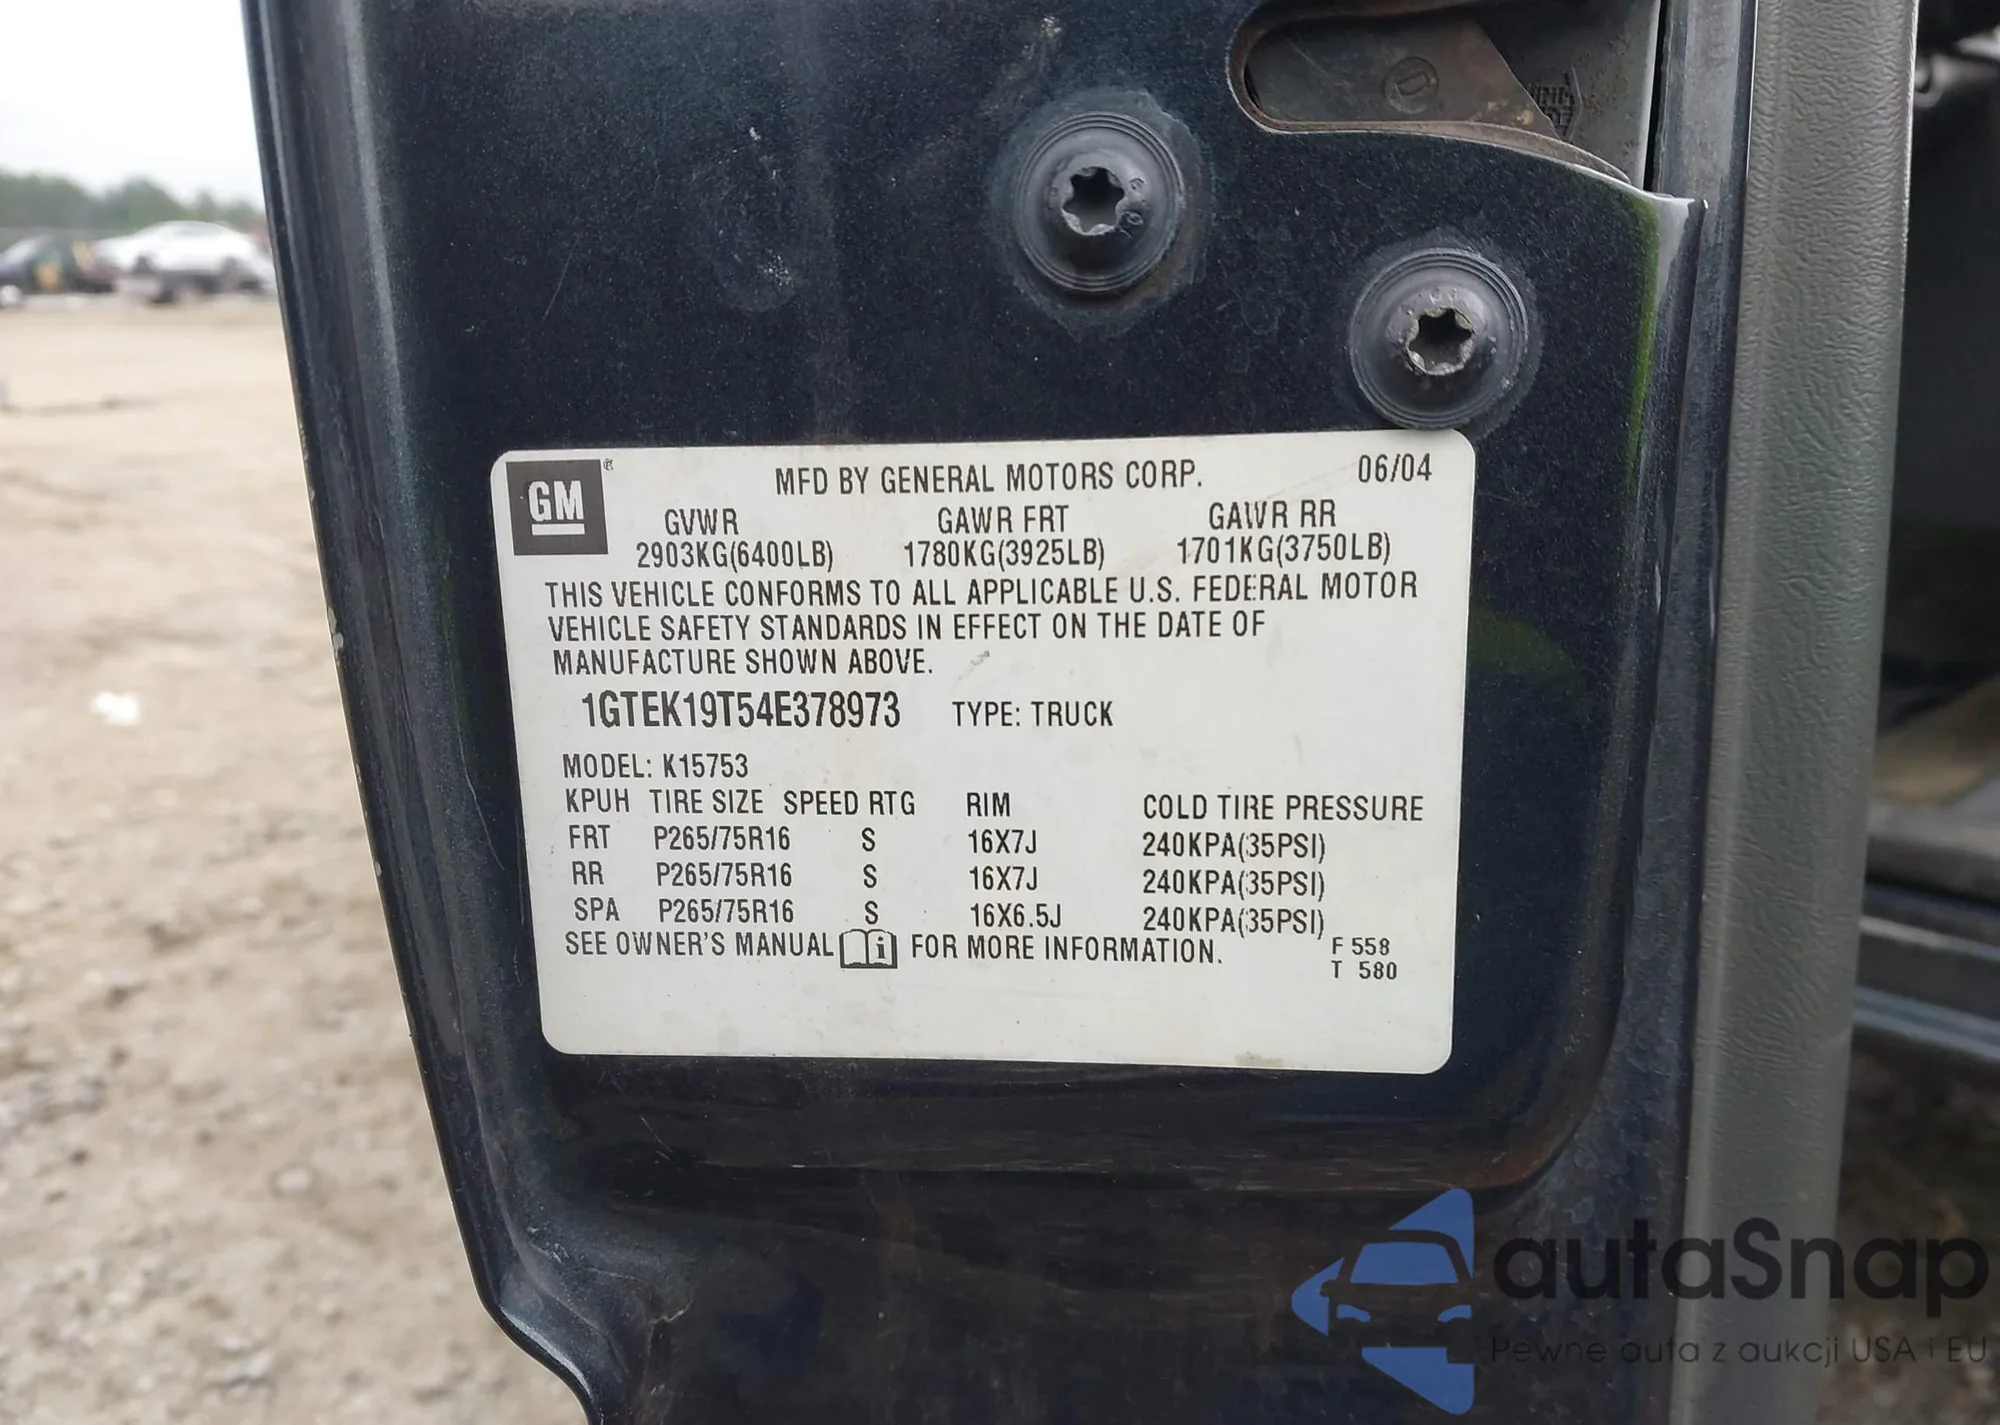 GM
MFD BY GENERAL MOTORS CORP. 06/04
GVWR GAWR FRT GAWR RR
2903KG(6400LB) 1780KG(3925LB) 1701KG(3750LB)
THIS VEHICLE CONFORMS TO ALL APPLICABLE U.S. FEDERAL MOTOR
VEHICLE SAFETY STANDARDS IN EFFECT ON THE DATE OF
MANUFACTURE SHOWN ABOVE.
1GTEK19T54E378973 TYPE: TRUCK
MODEL: K15753
KPUH TIRE SIZE SPEED RTG RIM COLD TIRE PRESSURE
FRT P265/75R16 S 16X7J 240KPA(35PSI)
RR P265/75R16 S 16X7J 240KPA(35PSI)
SPA P265/75R16 S 16X6.5J 240KPA(35PSI)
SEE OWNER'S MANUAL i FOR MORE INFORMATION.
F 558
T 580
autaSnap
Pewne auta z aukcji USA i EU